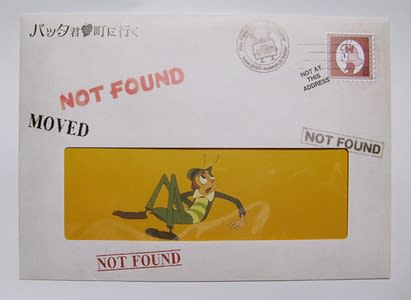 バッタ君町に行く
NOT FOUND
NOT AT
THIS
ADDRESS
MOVED
NOT FOUND
NOT FOUND